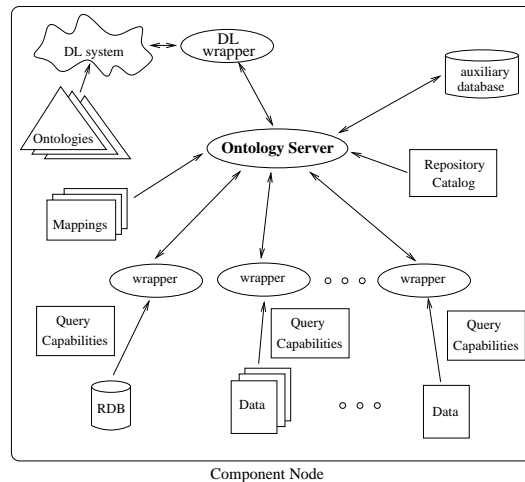 DL system
DL
wrapper
auxiliary
database
Ontologies
Ontology Server
Repository
Catalog
Mappings
wrapper
wrapper
wrapper
Query
Capabilities
Query
Capabilities
Query
Capabilities
RDB
Data
Data
Component Node